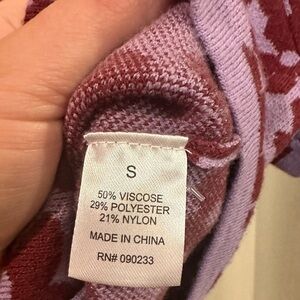 S
50% VISCOSE
29% POLYESTER
21% NYLON
MADE IN CHINA
RN# 090233